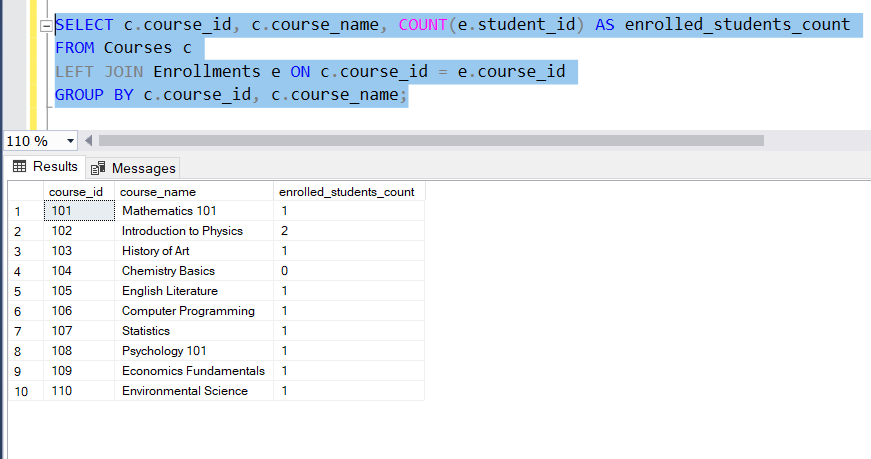 SELECT c.course_id, c.course_name, COUNT(e.student_id) AS enrolled_students_count
FROM Courses c
LEFT JOIN Enrollments e ON c.course_id = e.course_id
GROUP BY c.course_id, c.course_name;
110 %
Results Messages
course_id course_name enrolled_students_count
1 101 Mathematics 101 1
2 102 Introduction to Physics 2
3 103 History of Art 1
4 104 Chemistry Basics 0
5 105 English Literature 1
6 106 Computer Programming 1
7 107 Statistics 1
8 108 Psychology 101 1
9 109 Economics Fundamentals 1
10 110 Environmental Science 1